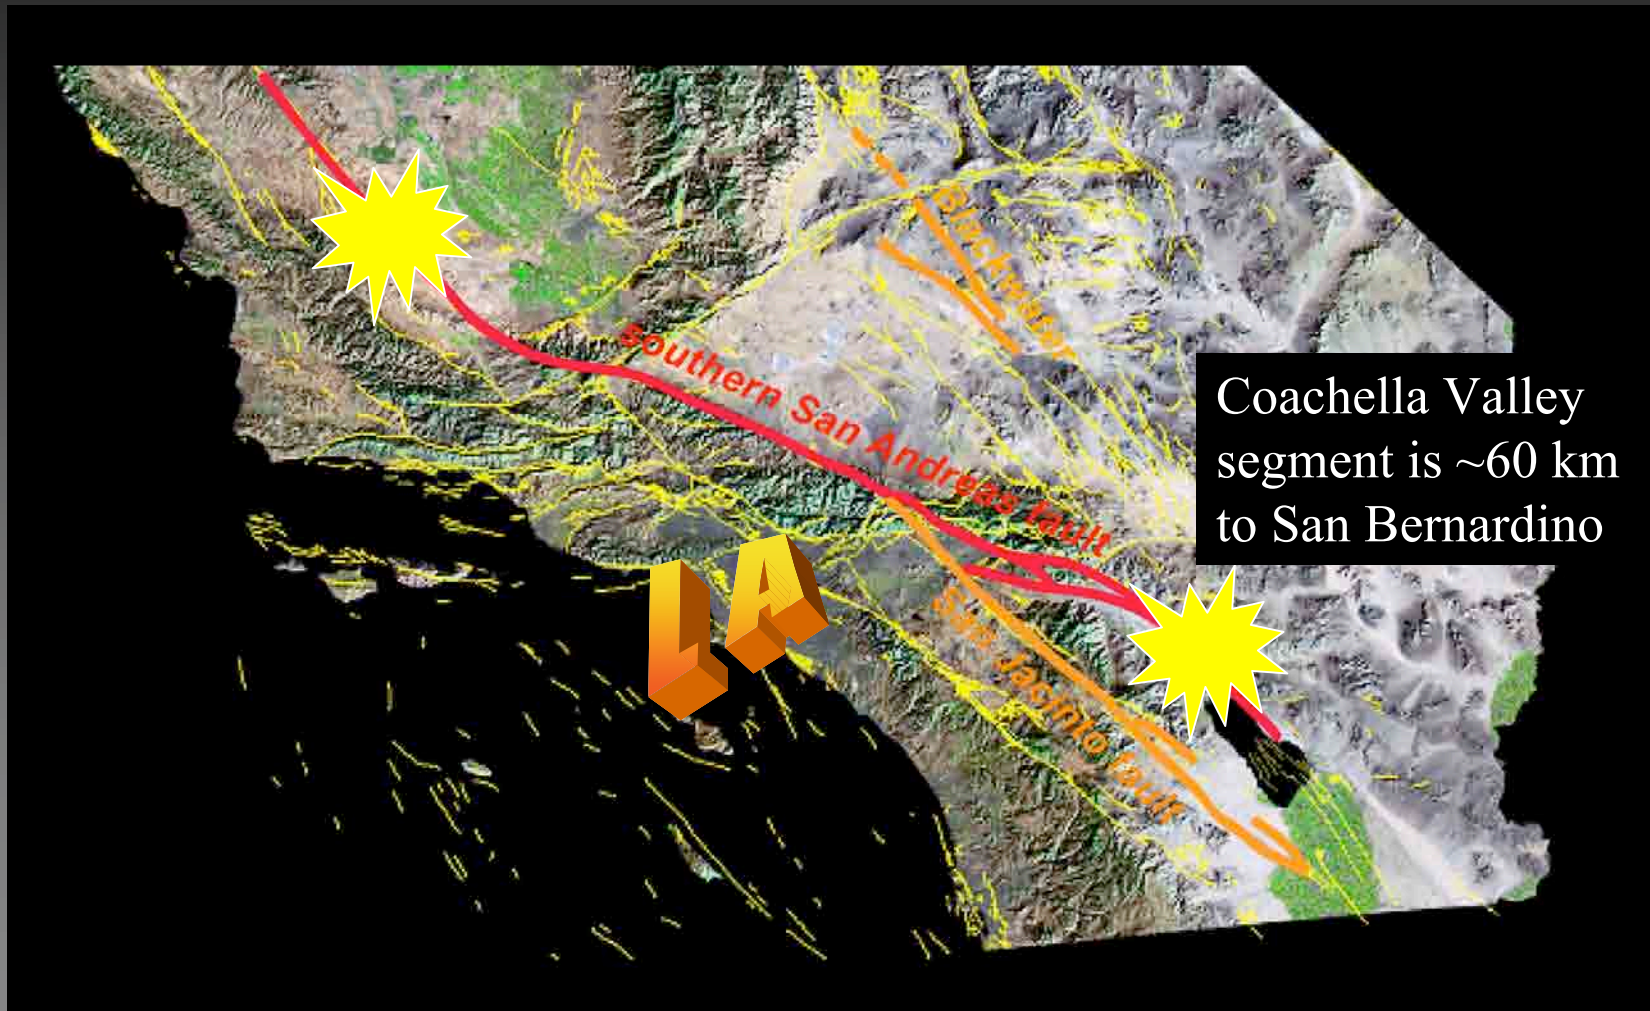 Blackwater
southern San Andreas fault
Coachella Valley
segment is ~60 km
to San Bernardino
LA
San Jacinto fault